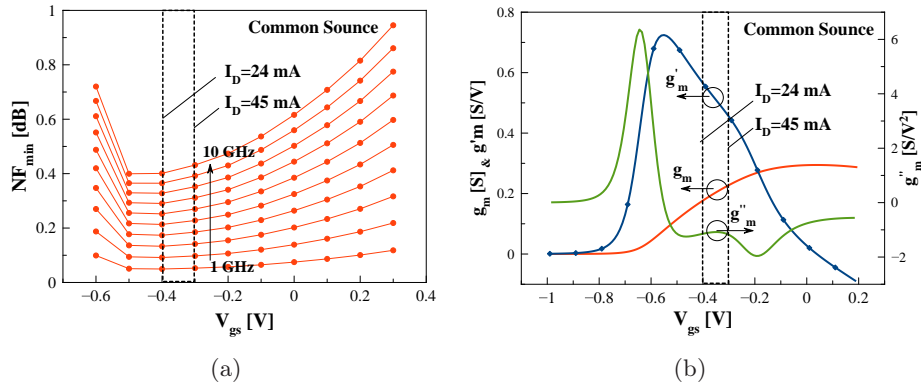 Common Sounce
I_D=24 mA
I_D=45 mA
10 GHz
1 GHz
NF_min [dB]
1
0.8
0.6
0.4
0.2
0
−0.6
−0.4
−0.2
0
0.2
0.4
V_gs [V]
(a)
Common Sounce
g'_m
I_D=24 mA
I_D=45 mA
g_m
g''_m
g_m [S] & g'm [S/V]
0.8
0.6
0.4
0.2
0
g''_m [S/V²]
6
4
2
0
−2
−1
−0.8
−0.6
−0.4
−0.2
0
0.2
V_gs [V]
(b)